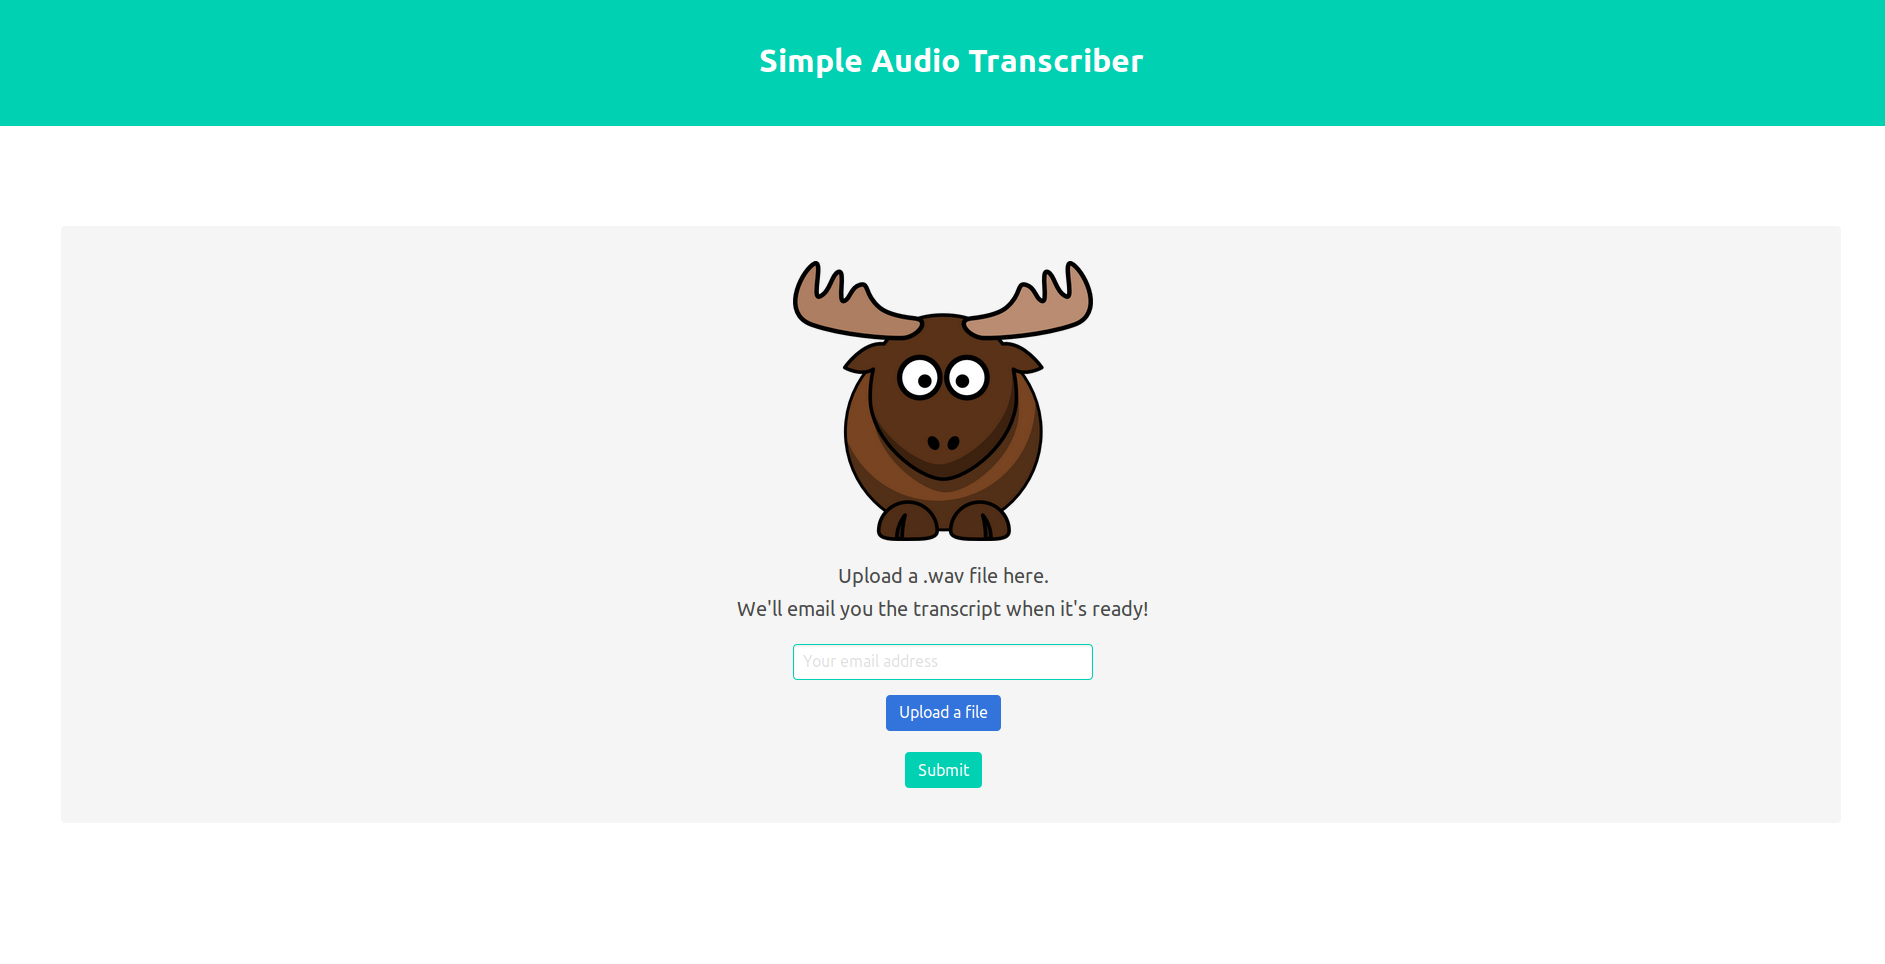 Simple Audio Transcriber
Upload a .wav file here.
We'll email you the transcript when it's ready!
Your email address
Upload a file
Submit